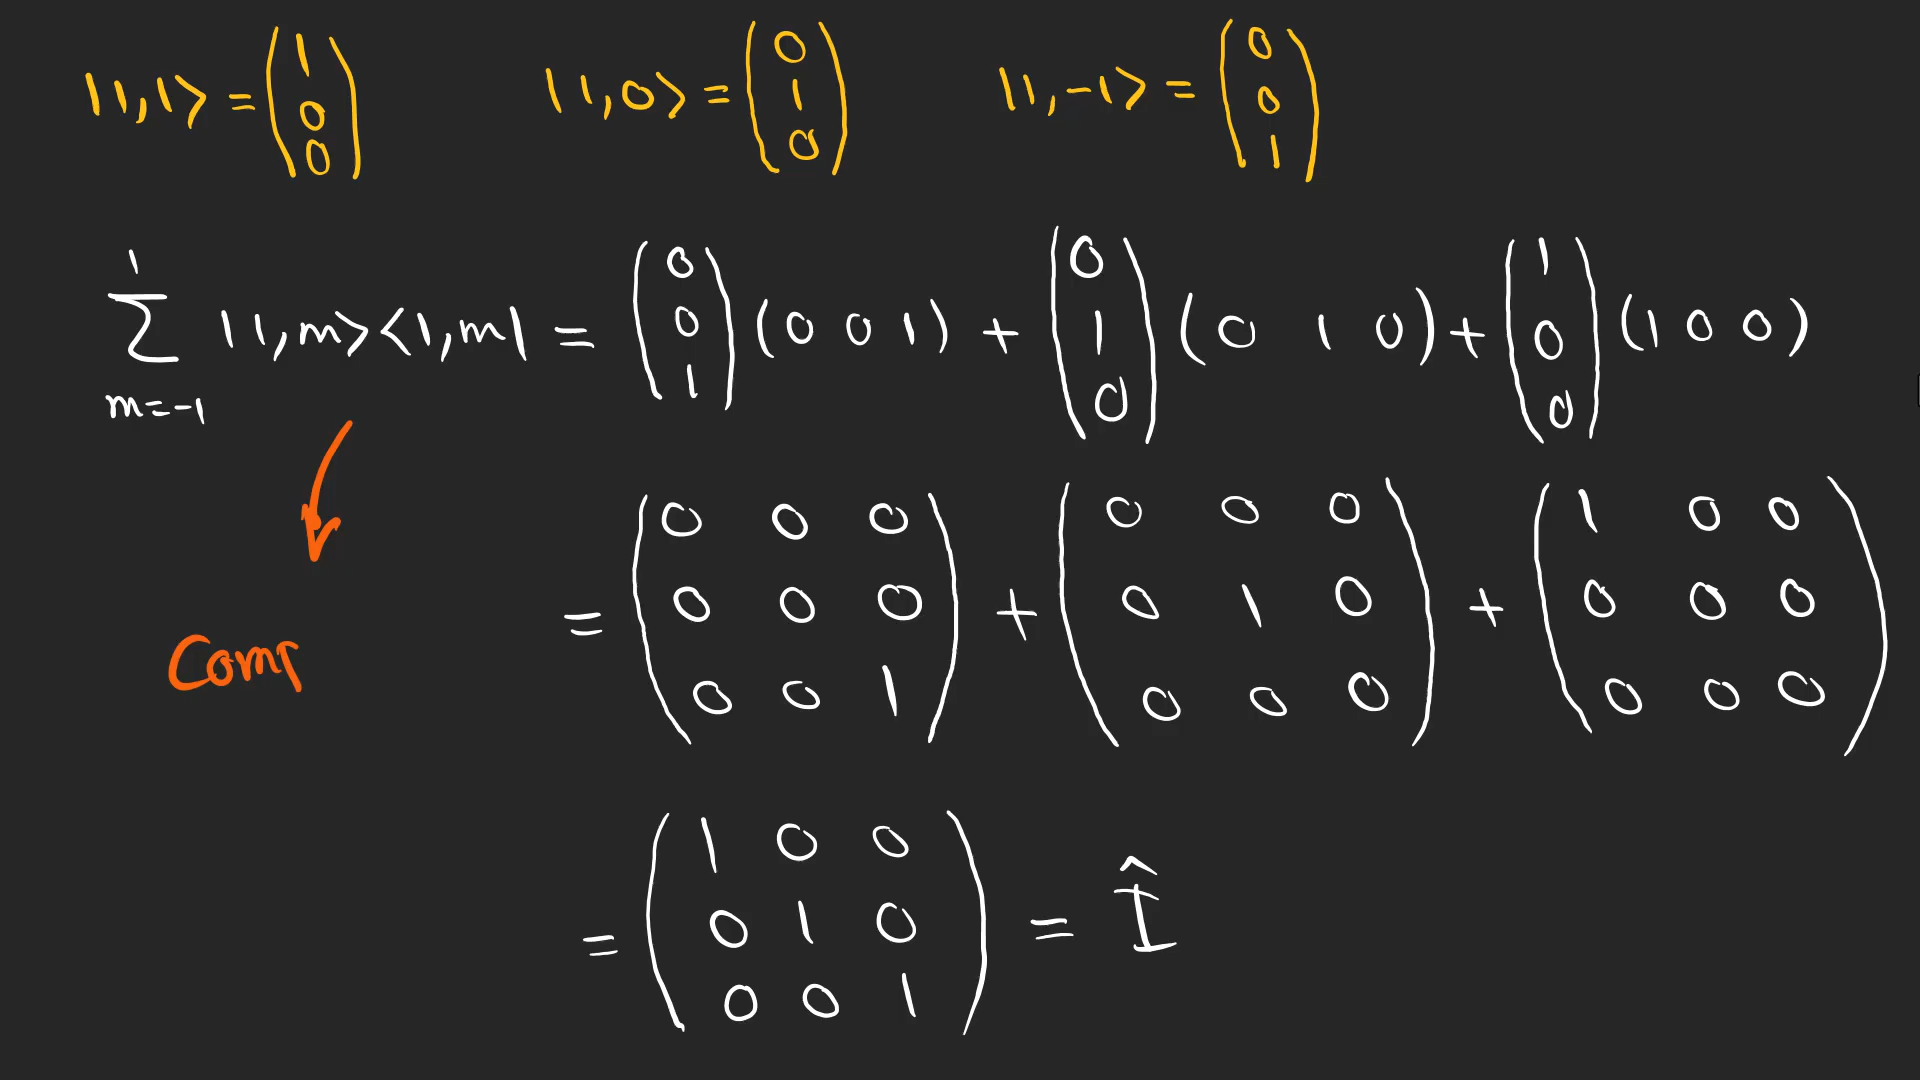 |1,1> = (1 0 0) |1,0> = (0 1 0) |1,-1> = (0 0 1)
1
∑ |1,m><1,m| = (0 0 1) (0 0 1) + (0 1 0) (0 1 0) + (1 0 0) (1 0 0)
m=-1
= (0 0 0 + (0 0 0 + (1 0 0
0 0 0 0 1 0 0 0 0
0 0 1) 0 0 0) 0 0 0)
Comp
= (1 0 0
0 1 0 = Î
0 0 1)